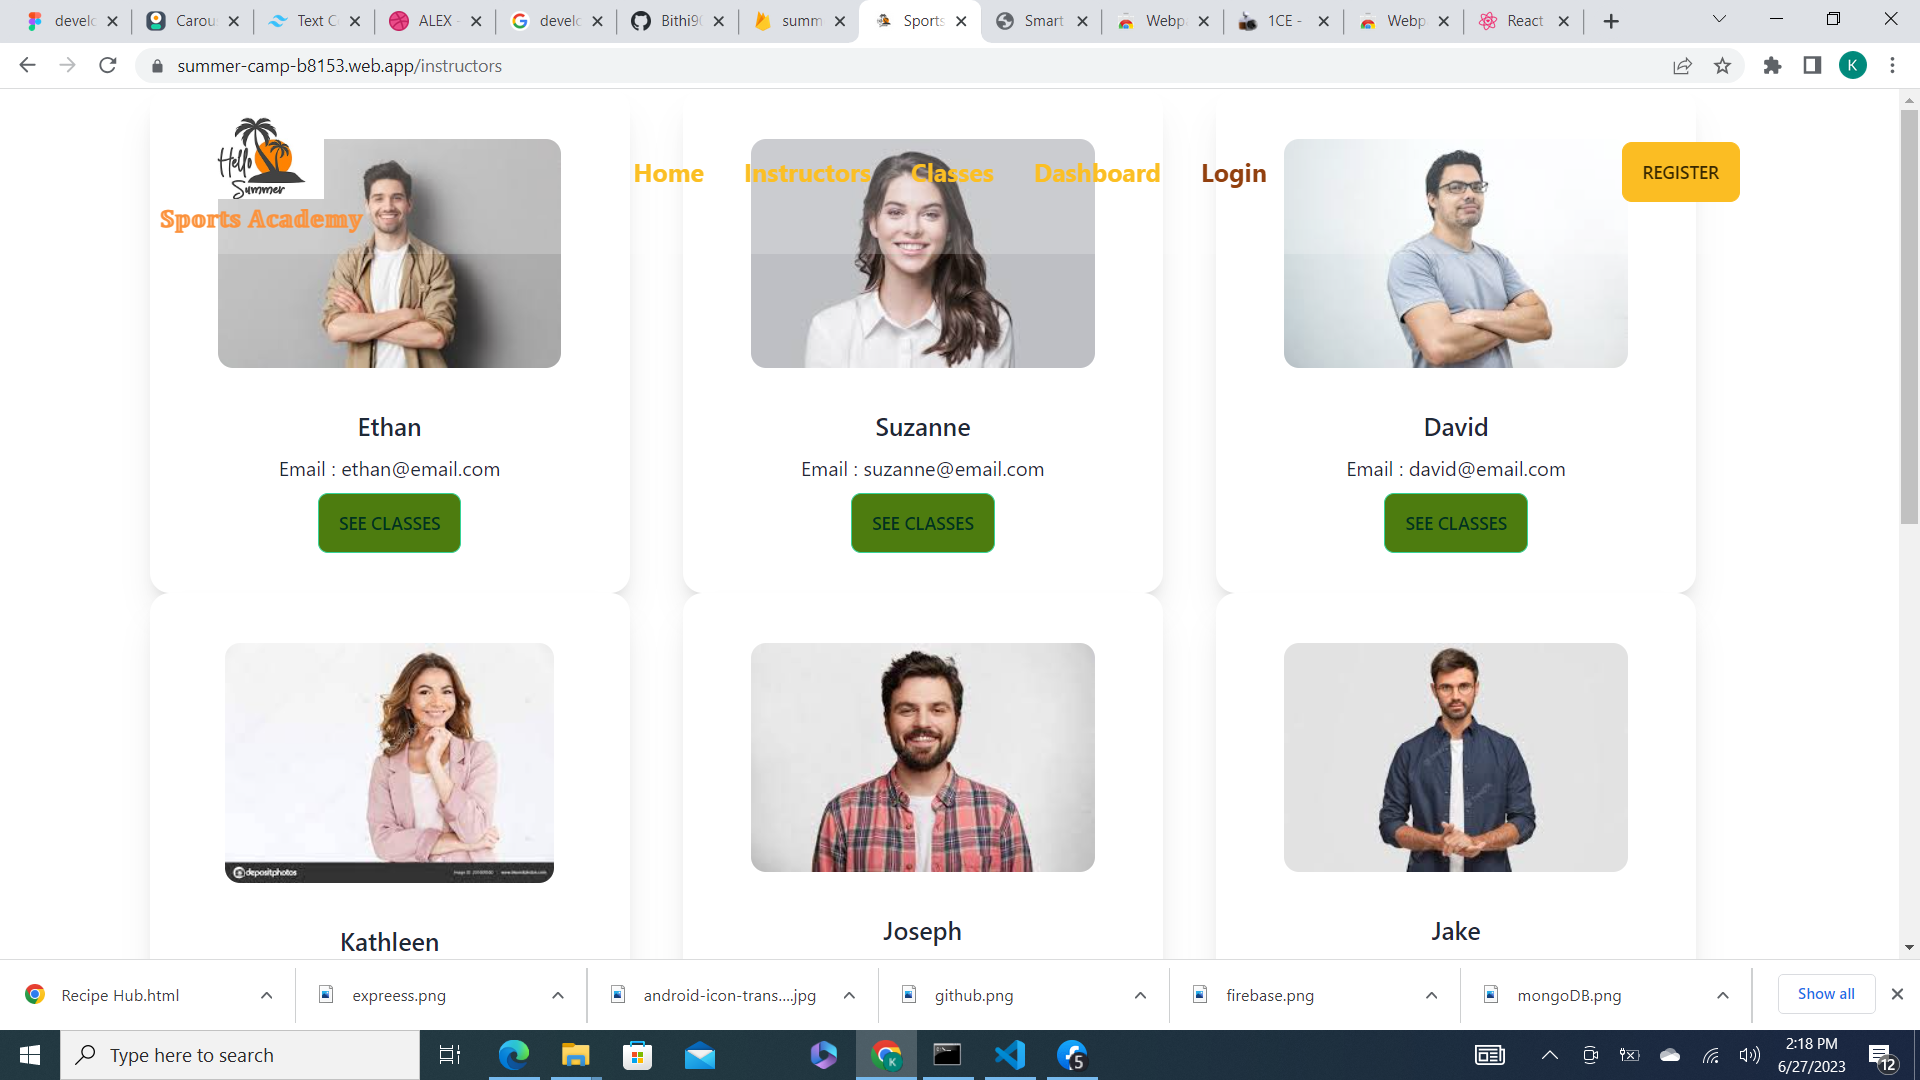 develo
Carou
Text C
ALEX -
develo
Bithi90
summ
Sports
Smart
Webp
1CE -
Webp
React
summer-camp-b8153.web.app/instructors
K
Hello
Summer
Sports Academy
Home
Instructors
Classes
Dashboard
Login
REGISTER
Ethan
Suzanne
David
Email : ethan@email.com
Email : suzanne@email.com
Email : david@email.com
SEE CLASSES
SEE CLASSES
SEE CLASSES
depositphotos
Kathleen
Joseph
Jake
Recipe Hub.html
expreess.png
android-icon-trans....jpg
github.png
firebase.png
mongoDB.png
Show all
Type here to search
K
5
2:18 PM
6/27/2023
12